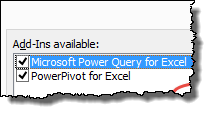 Add-Ins available:
Microsoft Power Query for Excel
PowerPivot for Excel